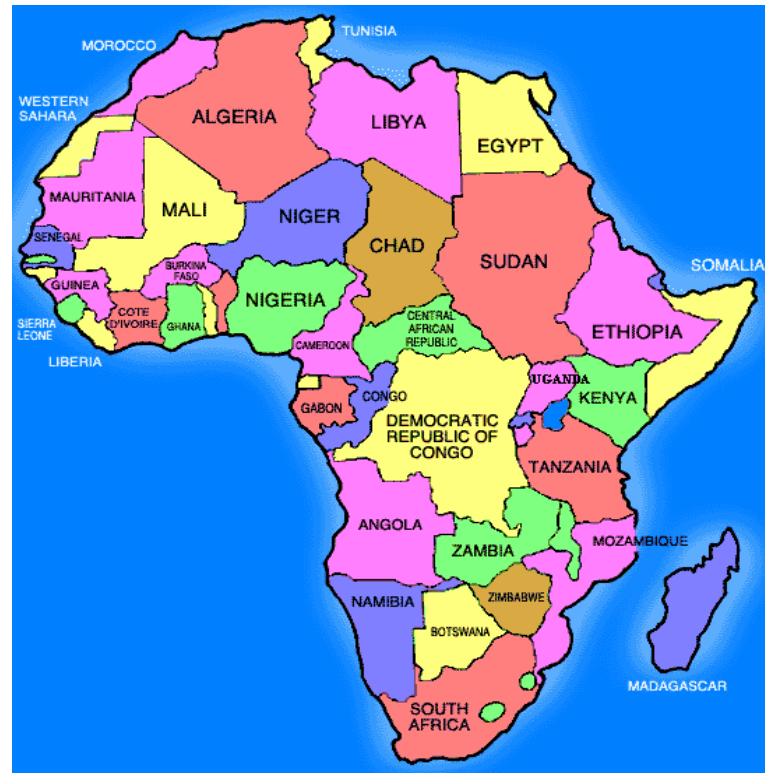 TUNISIA
MOROCCO
WESTERN
SAHARA
ALGERIA
LIBYA
EGYPT
MAURITANIA
MALI
NIGER
CHAD
SUDAN
SENEGAL
BURKINA
FASO
GUINEA
NIGERIA
SOMALIA
COTE
D'IVOIRE
GHANA
SIERRA
LEONE
LIBERIA
CENTRAL
AFRICAN
REPUBLIC
ETHIOPIA
CAMEROON
UGANDA
KENYA
GABON
CONGO
DEMOCRATIC
REPUBLIC OF
CONGO
TANZANIA
ANGOLA
ZAMBIA
MOZAMBIQUE
NAMIBIA
ZIMBABWE
BOTSWANA
MADAGASCAR
SOUTH
AFRICA